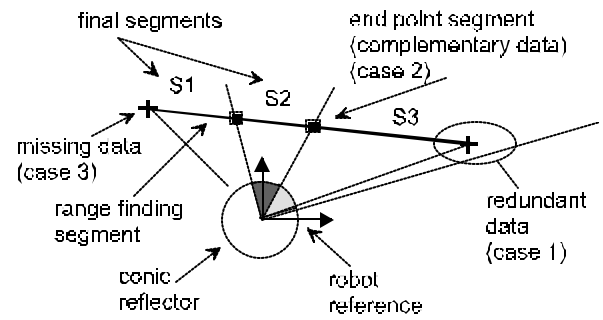 final segments
end point segment
(complementary data)
(case 2)
S1
S2
S3
missing data
(case 3)
range finding
segment
redundant
data
(case 1)
conic
reflector
robot
reference